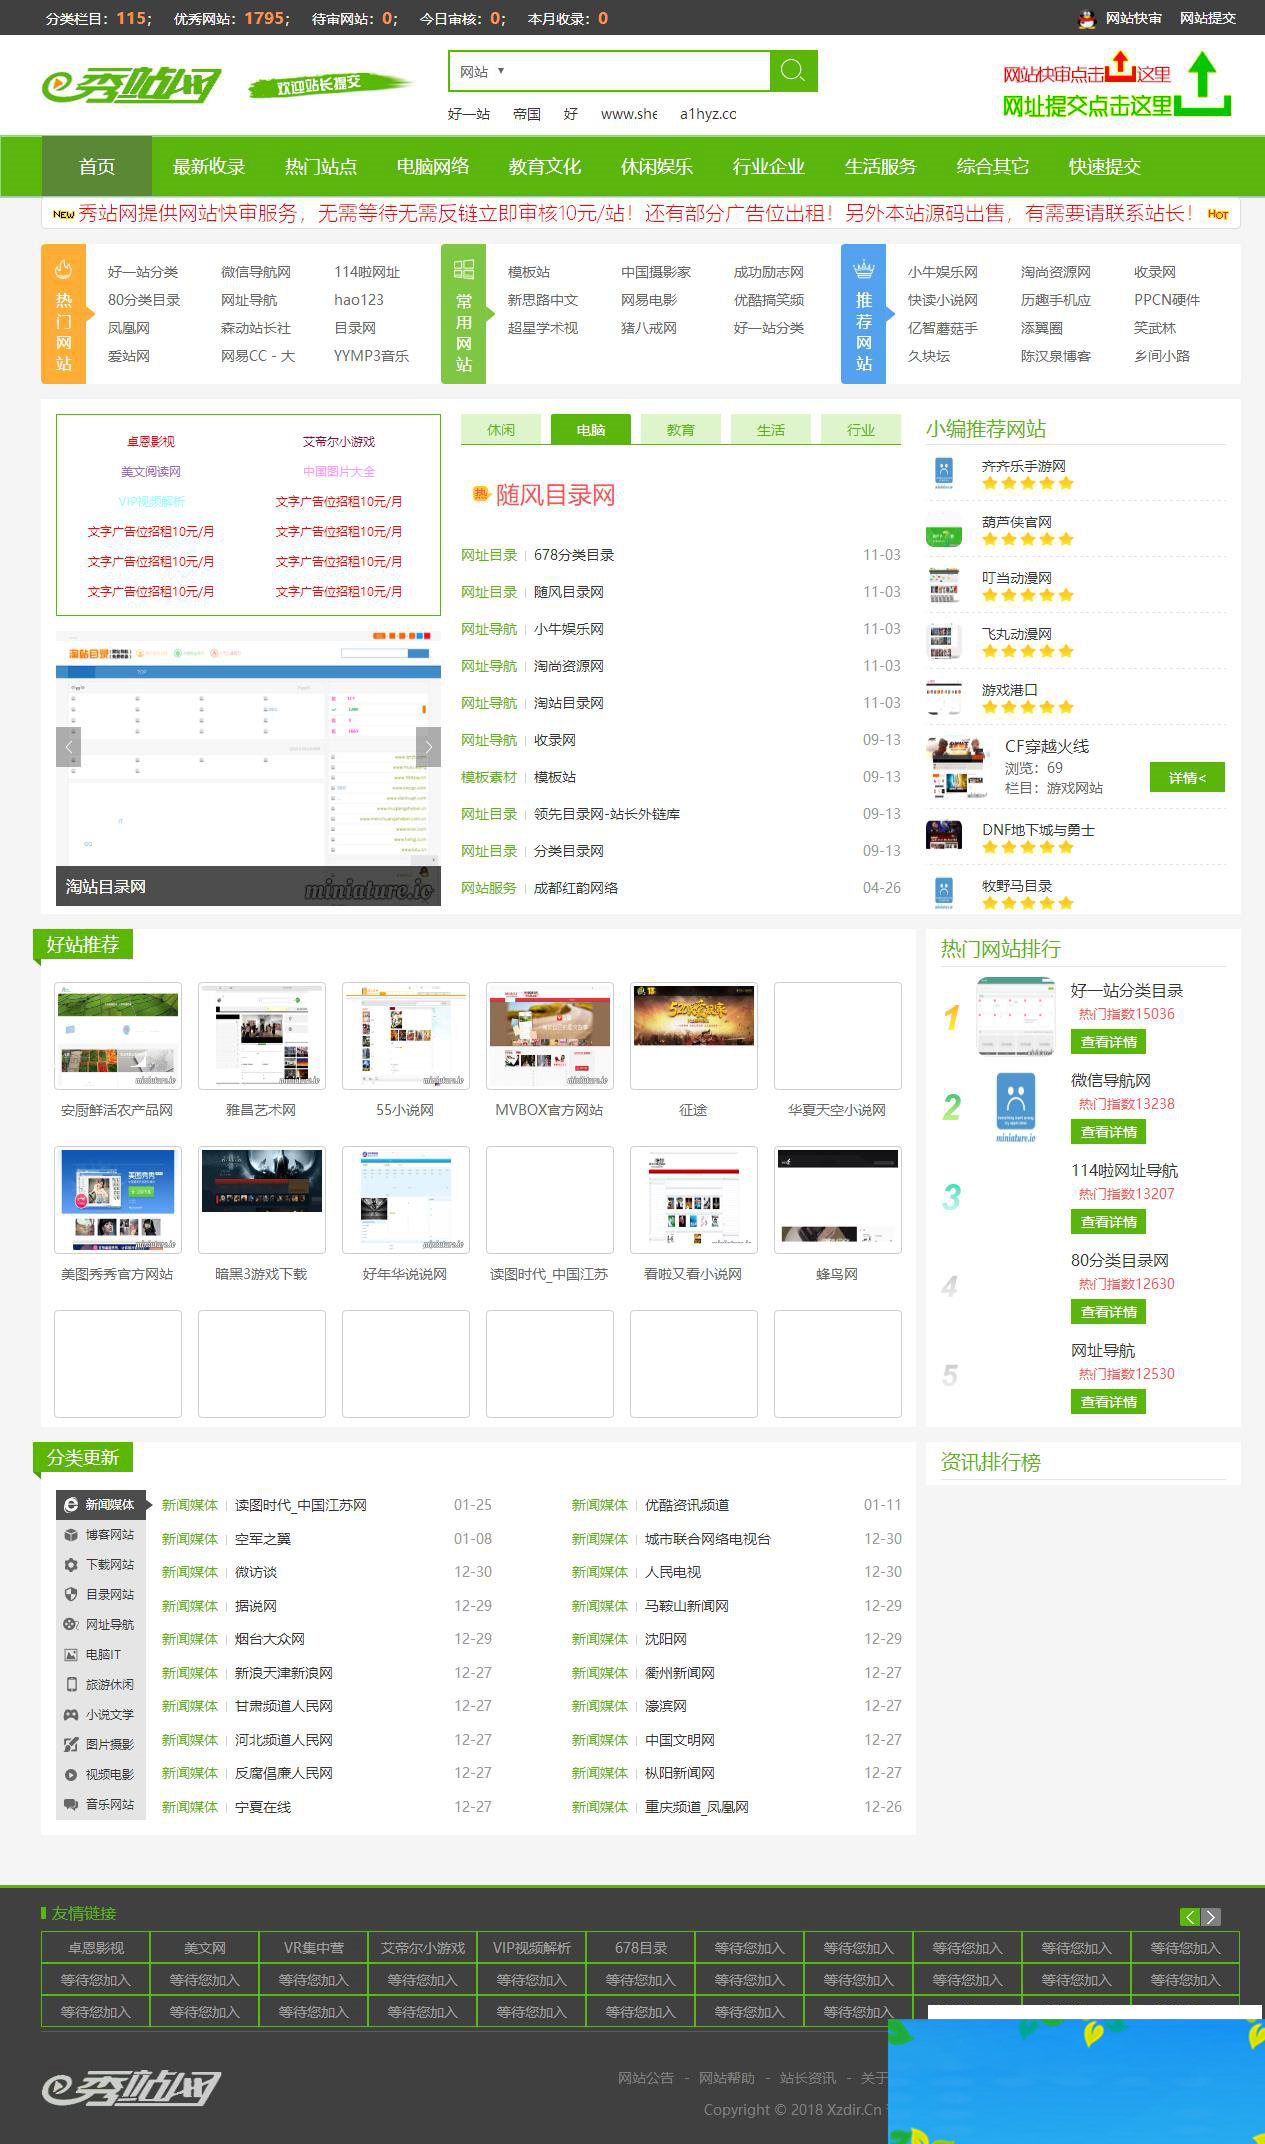 分类栏目：115； 优秀网站：1795； 待审网站：0； 今日审核：0； 本月收录：0 网站快审 网站提交
秀站网 欢迎站长提交
网站 ▼
好一站 帝国 好 www.she a1hyz.cc
网站快审点击 这里
网址提交点击这里
首页 最新收录 热门站点 电脑网络 教育文化 休闲娱乐 行业企业 生活服务 综合其它 快速提交
NEW 秀站网提供网站快审服务，无需等待无需反链立即审核10元/站！还有部分广告位出租！另外本站源码出售，有需要请联系站长！ HOT
热门网站
好一站分类 微信导航网 114啦网址
80分类目录 网址导航 hao123
凤凰网 森动站长社 目录网
爱站网 网易CC - 大 YYMP3音乐
常用网站
模板站 中国摄影家 成功励志网
新思路中文 网易电影 优酷搞笑频
超星学术视 猪八戒网 好一站分类
推荐网站
小牛娱乐网 淘尚资源网 收录网
快读小说网 历趣手机应 PPCN硬件
亿智蘑菇手 添翼圈 笑武林
久块坛 陈汉泉博客 乡间小路
卓恩影视 艾帝尔小游戏
美文阅读网 中国图片大全
VIP视频解析 文字广告位招租10元/月
文字广告位招租10元/月 文字广告位招租10元/月
文字广告位招租10元/月 文字广告位招租10元/月
文字广告位招租10元/月 文字广告位招租10元/月
淘站目录
TOP
淘站目录网 miniature.io
休闲 电脑 教育 生活 行业
热 随风目录网
网址目录 | 678分类目录 11-03
网址目录 | 随风目录网 11-03
网址导航 | 小牛娱乐网 11-03
网址导航 | 淘尚资源网 11-03
网址导航 | 淘站目录网 11-03
网址导航 | 收录网 09-13
模板素材 | 模板站 09-13
网址目录 | 领先目录网-站长外链库 09-13
网址目录 | 分类目录网 09-13
网站服务 | 成都红韵网络 04-26
小编推荐网站
齐齐乐手游网
葫芦侠官网
叮当动漫网
飞丸动漫网
游戏港口
CF穿越火线
浏览：69
栏目：游戏网站
详情<
DNF地下城与勇士
牧野马目录
好站推荐
miniature.io miniature.io miniature.io miniature.io
安厨鲜活农产品网 雅昌艺术网 55小说网 MVBOX官方网站 征途 华夏天空小说网
美图秀秀
miniature.io miniature.io miniature.io
美图秀秀官方网站 暗黑3游戏下载 好年华说说网 读图时代_中国江苏 看啦又看小说网 蜂鸟网
热门网站排行
1 好一站分类目录
热门指数15036
查看详情
2 微信导航网
热门指数13238
查看详情
miniature.io
3 114啦网址导航
热门指数13207
查看详情
4 80分类目录网
热门指数12630
查看详情
5 网址导航
热门指数12530
查看详情
分类更新
新闻媒体
博客网站
下载网站
目录网站
网址导航
电脑IT
旅游休闲
小说文学
图片摄影
视频电影
音乐网站
新闻媒体 | 读图时代_中国江苏网 01-25 新闻媒体 | 优酷资讯频道 01-11
新闻媒体 | 空军之翼 01-08 新闻媒体 | 城市联合网络电视台 12-30
新闻媒体 | 微访谈 12-30 新闻媒体 | 人民电视 12-30
新闻媒体 | 据说网 12-29 新闻媒体 | 马鞍山新闻网 12-29
新闻媒体 | 烟台大众网 12-29 新闻媒体 | 沈阳网 12-29
新闻媒体 | 新浪天津新浪网 12-27 新闻媒体 | 衢州新闻网 12-27
新闻媒体 | 甘肃频道人民网 12-27 新闻媒体 | 濠滨网 12-27
新闻媒体 | 河北频道人民网 12-27 新闻媒体 | 中国文明网 12-27
新闻媒体 | 反腐倡廉人民网 12-27 新闻媒体 | 枞阳新闻网 12-27
新闻媒体 | 宁夏在线 12-27 新闻媒体 | 重庆频道_凤凰网 12-26
资讯排行榜
友情链接
卓恩影视 美文网 VR集中营 艾帝尔小游戏 VIP视频解析 678目录 等待您加入 等待您加入 等待您加入 等待您加入 等待您加入
等待您加入 等待您加入 等待您加入 等待您加入 等待您加入 等待您加入 等待您加入 等待您加入 等待您加入 等待您加入 等待您加入
等待您加入 等待您加入 等待您加入 等待您加入 等待您加入 等待您加入 等待您加入 等待您加入
秀站网
网站公告 - 网站帮助 - 站长资讯 - 关于
Copyright © 2018 Xzdir.Cn